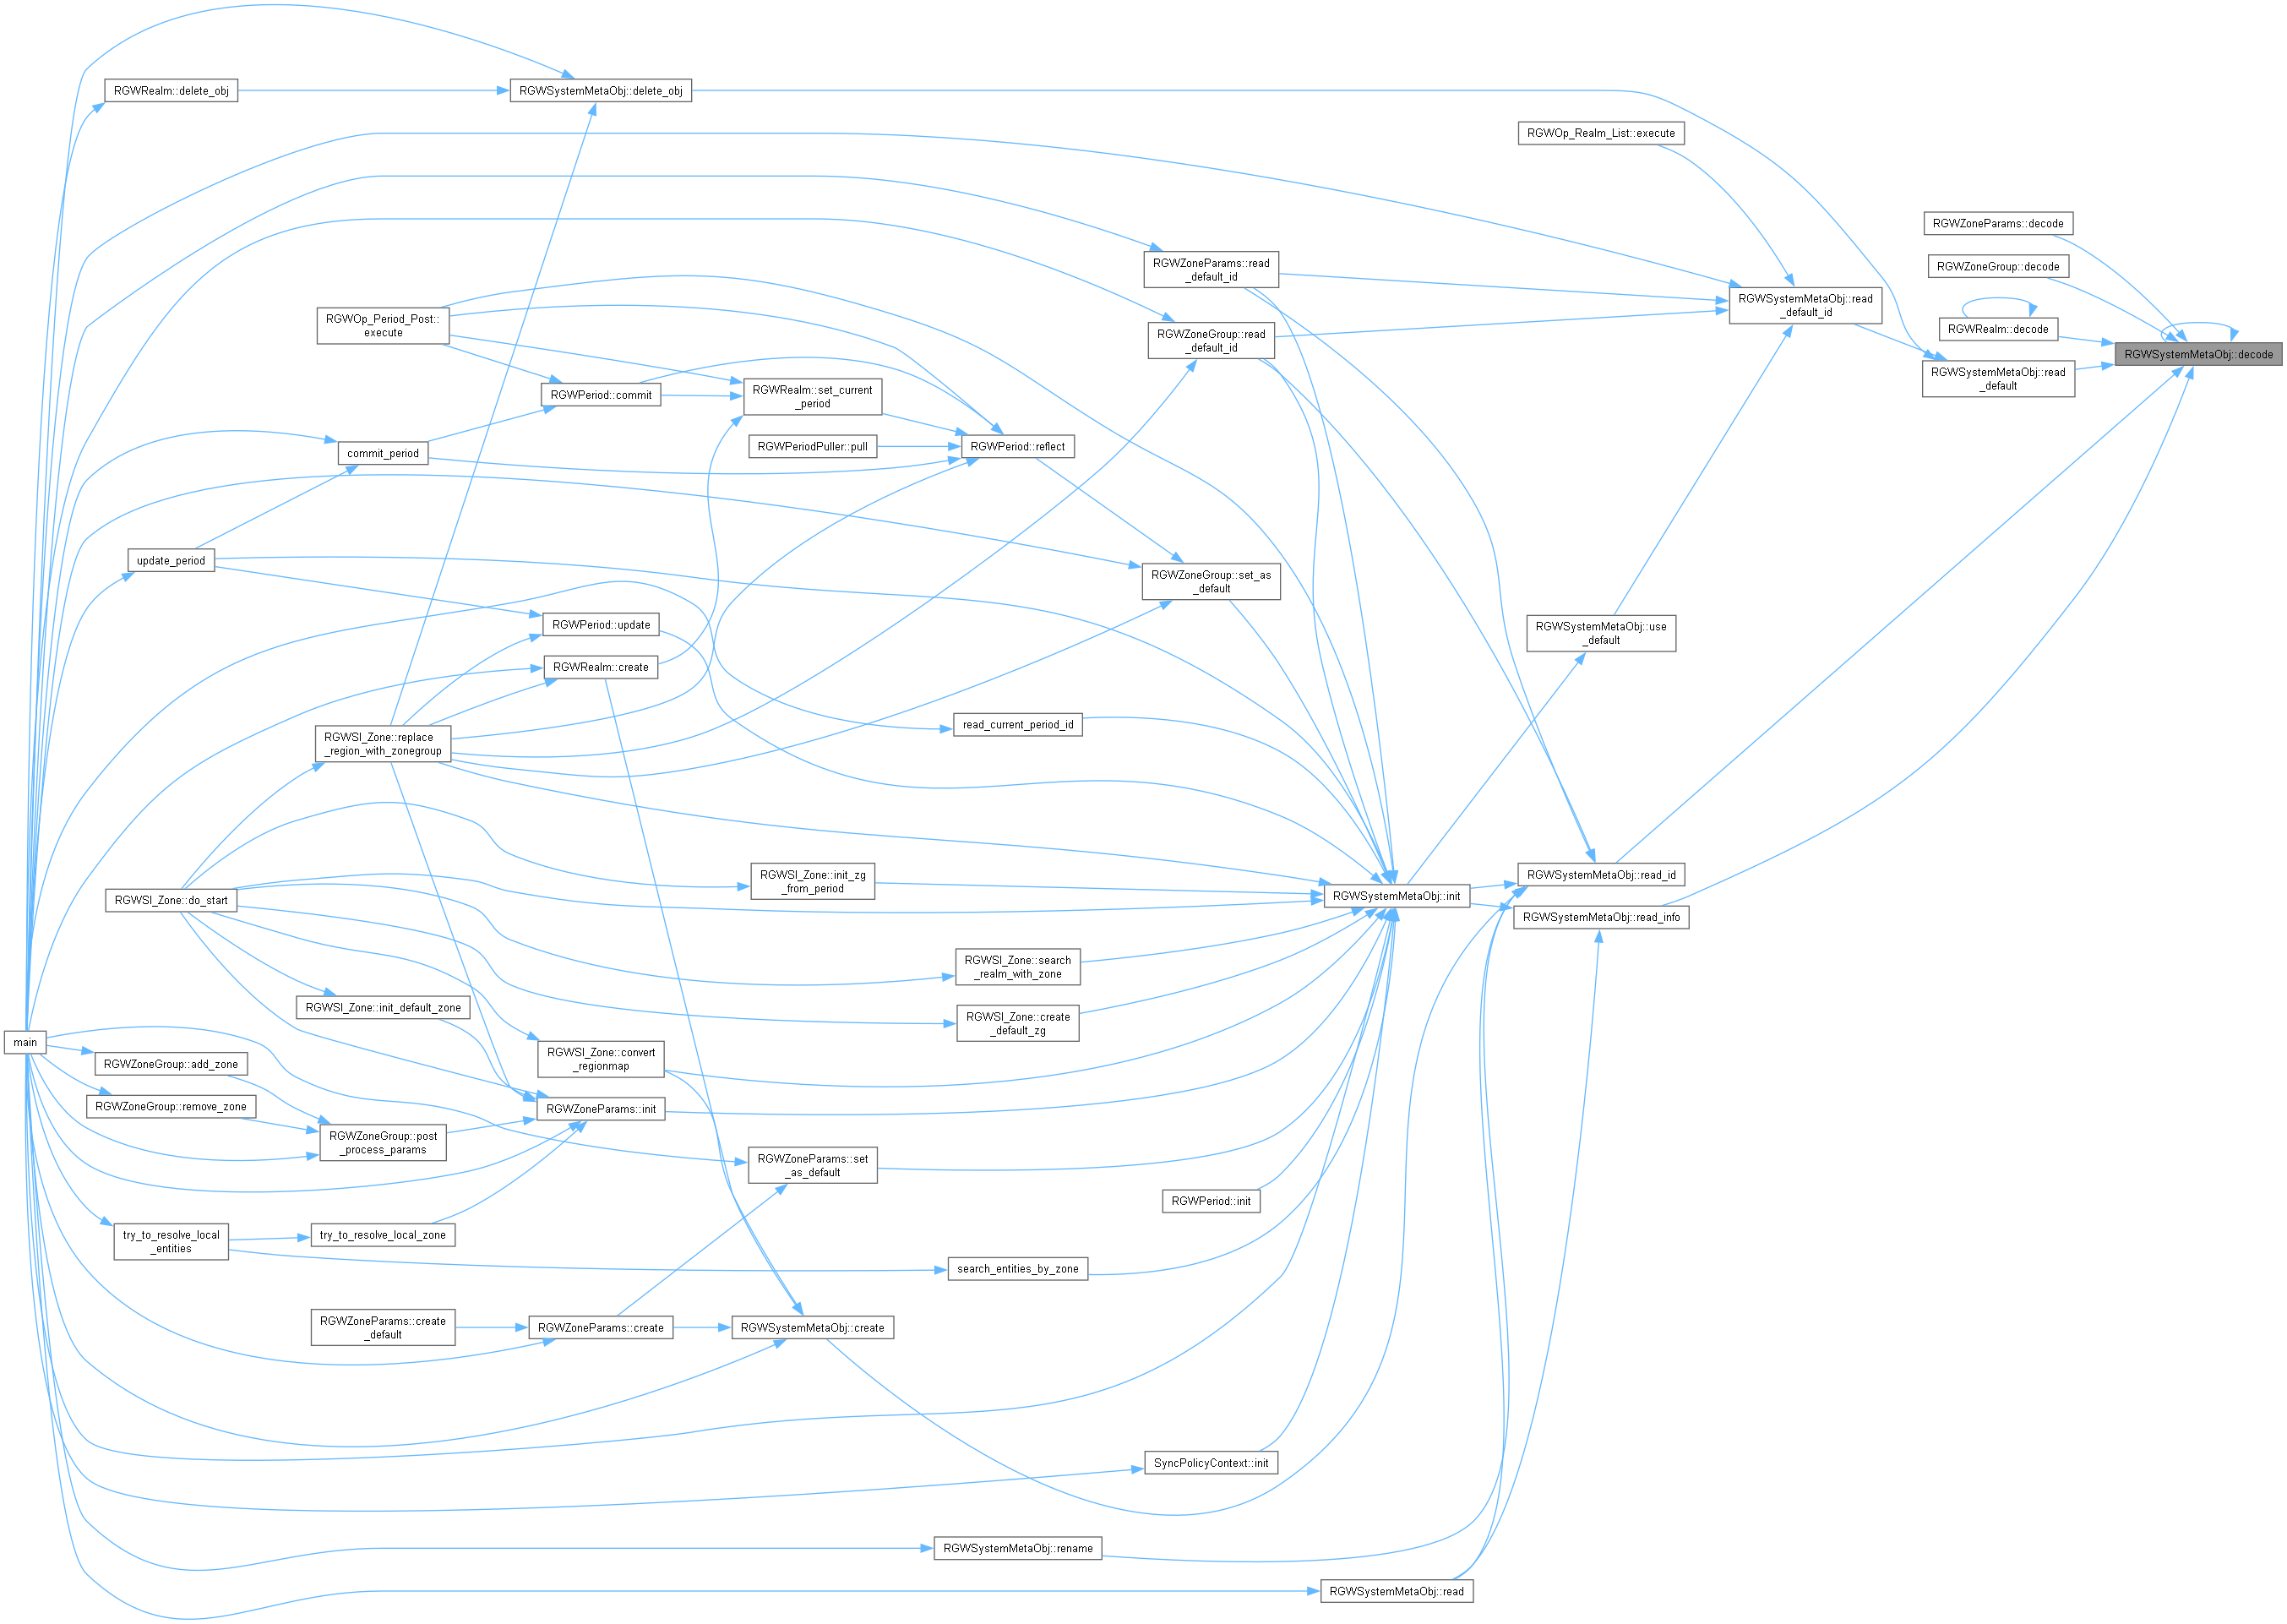 RGWRealm::delete_obj
RGWSystemMetaObj::delete_obj
RGWOp_Realm_List::execute
RGWZoneParams::decode
RGWZoneGroup::decode
RGWZoneParams::read
_default_id
RGWSystemMetaObj::read
_default_id
RGWOp_Period_Post::
execute
RGWZoneGroup::read
_default_id
RGWRealm::decode
RGWSystemMetaObj::decode
RGWSystemMetaObj::read
_default
RGWPeriod::commit
RGWRealm::set_current
_period
commit_period
RGWPeriodPuller::pull
RGWPeriod::reflect
update_period
RGWZoneGroup::set_as
_default
RGWPeriod::update
RGWSystemMetaObj::use
_default
RGWRealm::create
read_current_period_id
RGWSI_Zone::replace
_region_with_zonegroup
RGWSI_Zone::init_zg
_from_period
RGWSystemMetaObj::read_id
RGWSI_Zone::do_start
RGWSystemMetaObj::init
RGWSystemMetaObj::read_info
RGWSI_Zone::search
_realm_with_zone
RGWSI_Zone::init_default_zone
RGWSI_Zone::create
_default_zg
main
RGWSI_Zone::convert
_regionmap
RGWZoneGroup::add_zone
RGWZoneGroup::remove_zone
RGWZoneParams::init
RGWZoneGroup::post
_process_params
RGWZoneParams::set
_as_default
RGWPeriod::init
try_to_resolve_local
_entities
try_to_resolve_local_zone
search_entities_by_zone
RGWZoneParams::create
_default
RGWZoneParams::create
RGWSystemMetaObj::create
SyncPolicyContext::init
RGWSystemMetaObj::rename
RGWSystemMetaObj::read